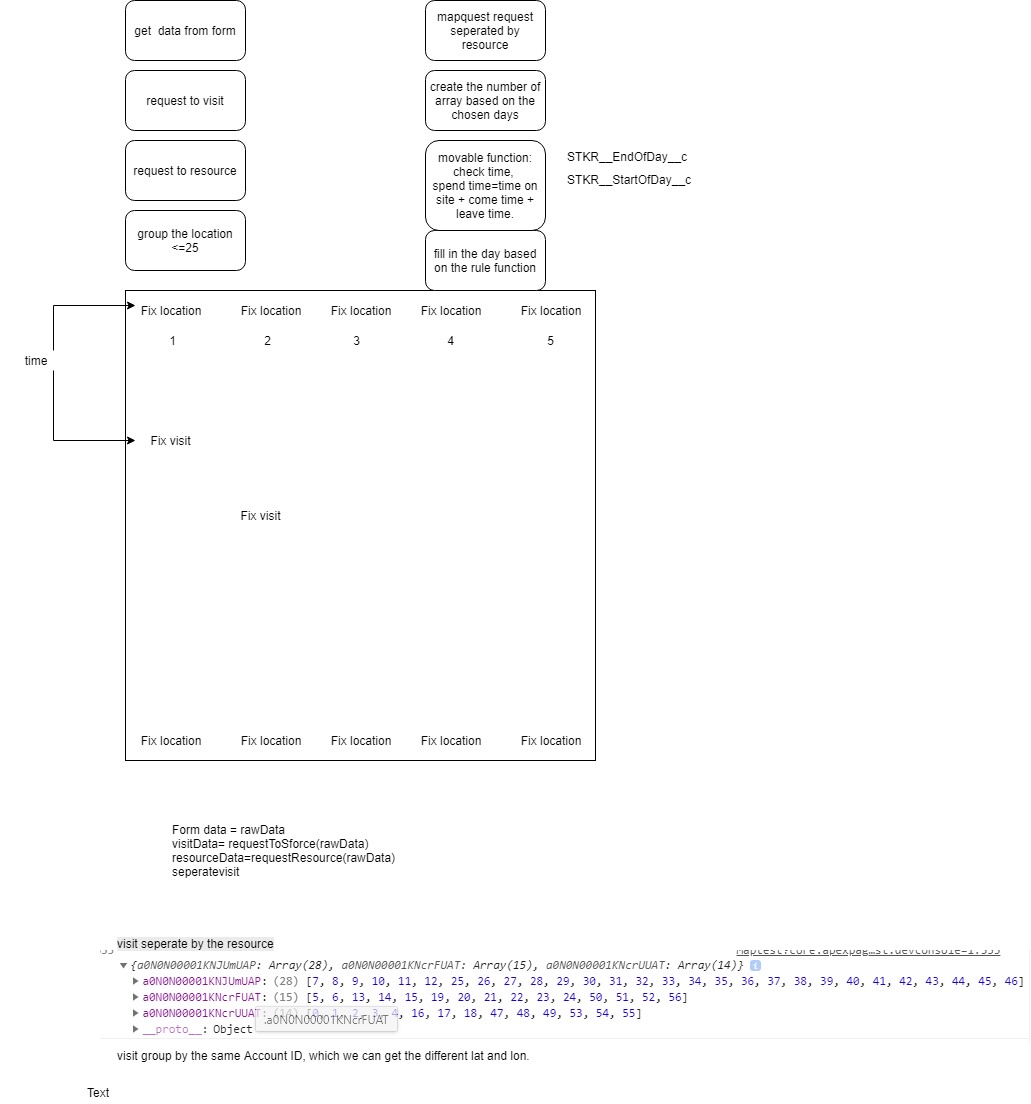 get data from form
request to visit
request to resource
group the location
<=25
mapquest request
seperated by
resource
create the number of
array based on the
chosen days
movable function:
check time,
spend time=time on
site + come time +
leave time.
fill in the day based
on the rule function
STKR__EndOfDay__c
STKR__StartOfDay__c
Fix location Fix location Fix location Fix location Fix location
1 2 3 4 5
time
Fix visit
Fix visit
Fix location Fix location Fix location Fix location Fix location
Form data = rawData
visitData= requestToSforce(rawData)
resourceData=requestResource(rawData)
seperatevisit
visit seperate by the resource
{a0N0N00001KNJUmUAP: Array(28), a0N0N00001KNcrFUAT: Array(15), a0N0N00001KNcrUUAT: Array(14)}
a0N0N00001KNJUmUAP: (28) [7, 8, 9, 10, 11, 12, 25, 26, 27, 28, 29, 30, 31, 32, 33, 34, 35, 36, 37, 38, 39, 40, 41, 42, 43, 44, 45, 46]
a0N0N00001KNcrFUAT: (15) [5, 6, 13, 14, 15, 19, 20, 21, 22, 23, 24, 50, 51, 52, 56]
a0N0N00001KNcrUUAT: (14) [0, 1, 2, 3, 4, 16, 17, 18, 47, 48, 49, 53, 54, 55]
.a0N0N00001KNcrFUAT
__proto__: Object
visit group by the same Account ID, which we can get the different lat and lon.
Text